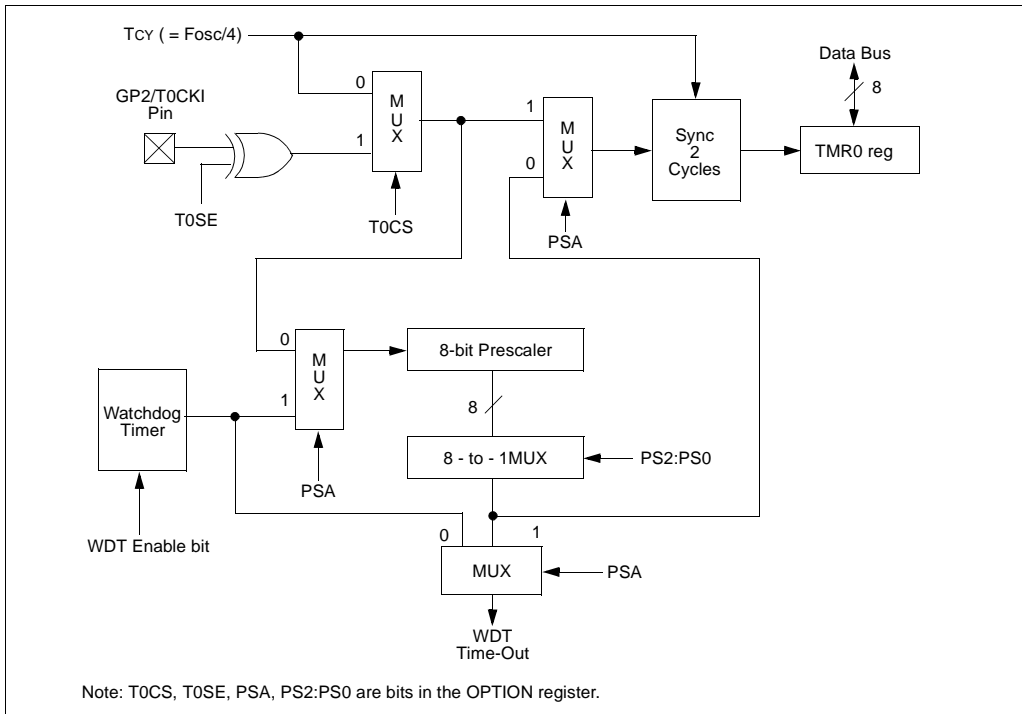 TCY ( = Fosc/4)
Data Bus
0
8
GP2/T0CKI
Pin
M
U
X
1
M
U
X
1
0
Sync
2
Cycles
TMR0 reg
T0SE
T0CS
PSA
0
M
U
X
8-bit Prescaler
1
8
Watchdog
Timer
8 - to - 1MUX
PS2:PS0
PSA
WDT Enable bit
0
1
MUX
PSA
WDT
Time-Out
Note: T0CS, T0SE, PSA, PS2:PS0 are bits in the OPTION register.